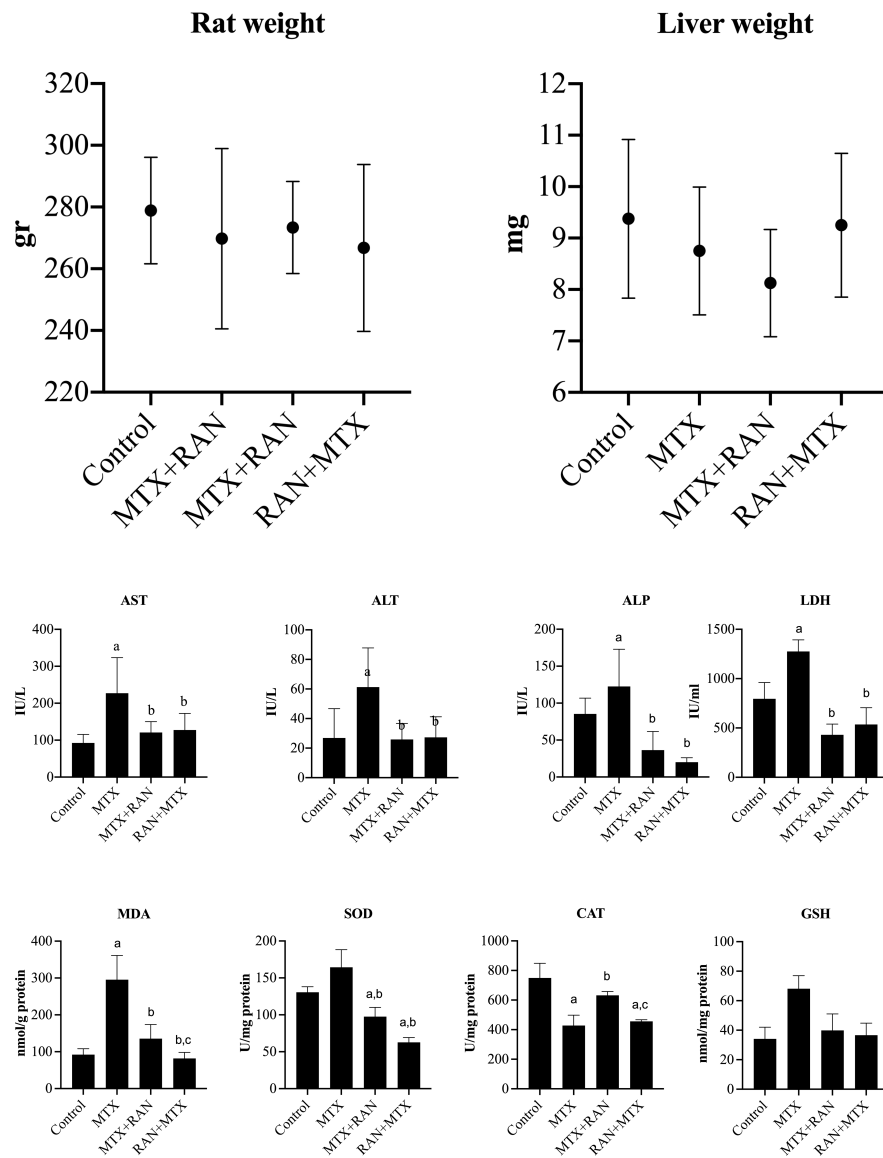 Rat weight
Liver weight
320
300
280
260
240
220
gr
Control
MTX+RAN
MTX+RAN
RAN+MTX
12
11
10
9
8
7
6
mg
Control
MTX
MTX+RAN
RAN+MTX
AST
400
300
200
100
0
IU/L
a
b
b
Control
MTX
MTX+RAN
RAN+MTX
ALT
100
80
60
40
20
0
IU/L
a
b
b
Control
MTX
MTX+RAN
RAN+MTX
ALP
200
150
100
50
0
IU/L
a
b
b
Control
MTX
MTX+RAN
RAN+MTX
LDH
1500
1000
500
0
IU/ml
a
b
b
Control
MTX
MTX+RAN
RAN+MTX
MDA
400
300
200
100
0
nmol/g protein
a
b
b,c
Control
MTX
MTX+RAN
RAN+MTX
SOD
200
150
100
50
0
U/mg protein
a,b
a,b
Control
MTX
MTX+RAN
RAN+MTX
CAT
1000
800
600
400
200
0
U/mg protein
a
b
a,c
Control
MTX
MTX+RAN
RAN+MTX
GSH
100
80
60
40
20
0
nmol/mg protein
Control
MTX
MTX+RAN
RAN+MTX